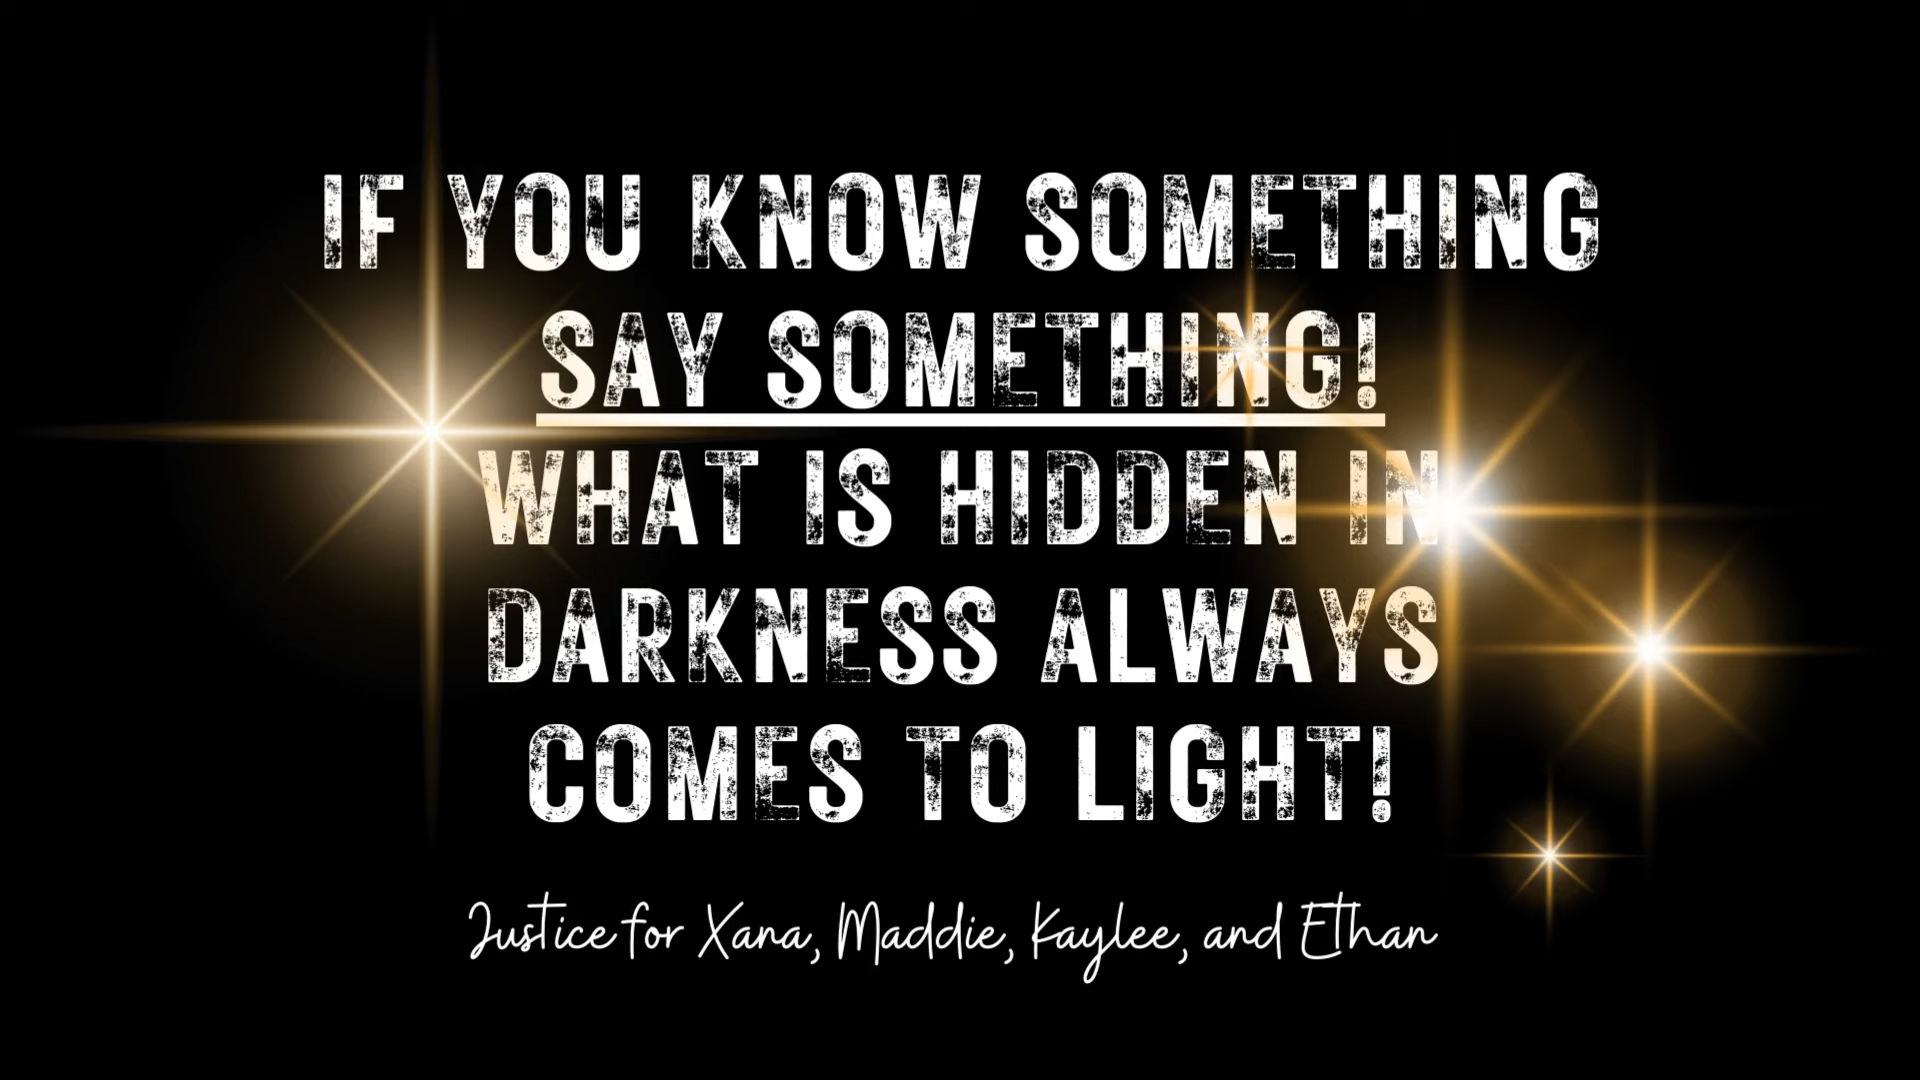 IF YOU KNOW SOMETHING
SAY SOMETHING!
WHAT IS HIDDEN IN
DARKNESS ALWAYS
COMES TO LIGHT!
Justice for Xana, Maddie, Kaylee, and Ethan